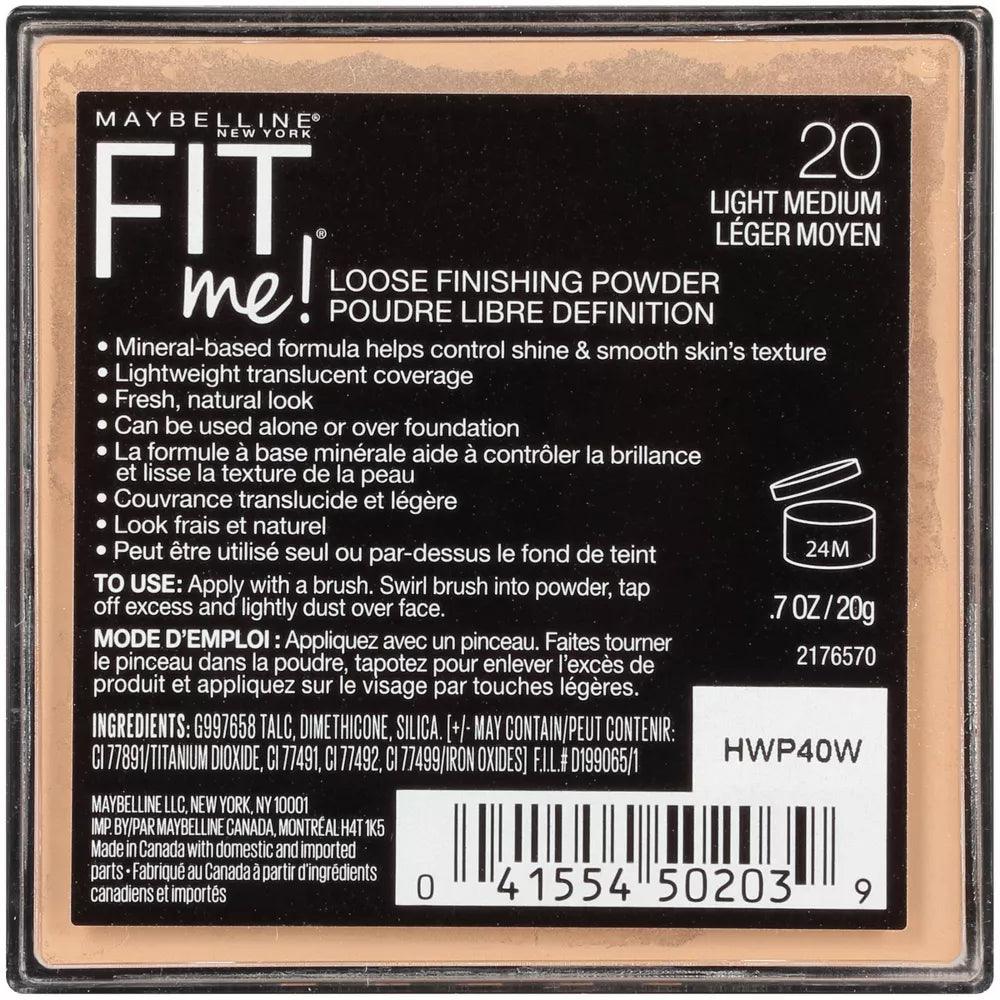 MAYBELLINE®
NEW YORK
FIT
me!®
20
LIGHT MEDIUM
LÉGER MOYEN
LOOSE FINISHING POWDER
POUDRE LIBRE DEFINITION
• Mineral-based formula helps control shine & smooth skin's texture
• Lightweight translucent coverage
• Fresh, natural look
• Can be used alone or over foundation
• La formule à base minérale aide à contrôler la brillance
et lisse la texture de la peau
• Couvrance translucide et légère
• Look frais et naturel
• Peut être utilisé seul ou par-dessus le fond de teint
24M
TO USE: Apply with a brush. Swirl brush into powder, tap
off excess and lightly dust over face.
.7 OZ / 20g
MODE D'EMPLOI : Appliquez avec un pinceau. Faites tourner
le pinceau dans la poudre, tapotez pour enlever l'excès de
produit et appliquez sur le visage par touches légères.
2176570
INGREDIENTS: G997658 TALC, DIMETHICONE, SILICA. [+/- MAY CONTAIN/PEUT CONTENIR:
CI 77891/TITANIUM DIOXIDE, CI 77491, CI 77492, CI 77499/IRON OXIDES] F.I.L.# D199065/1
HWP40W
MAYBELLINE LLC, NEW YORK, NY 10001
IMP. BY/PAR MAYBELLINE CANADA, MONTRÉAL H4T 1K5
Made in Canada with domestic and imported
parts • Fabriqué au Canada à partir d'ingrédients
canadiens et importés
0 41554 50203 9